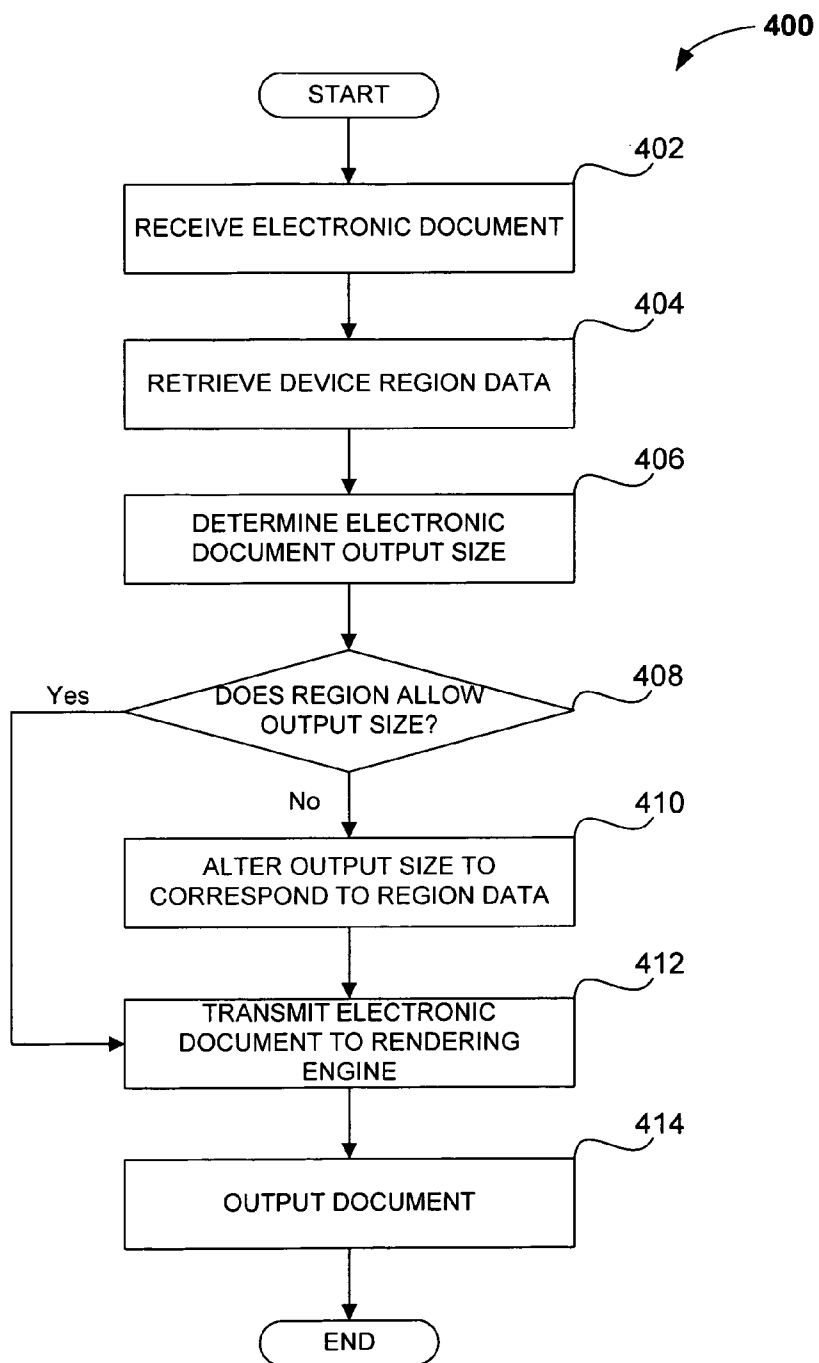 400
START
402
RECEIVE ELECTRONIC DOCUMENT
404
RETRIEVE DEVICE REGION DATA
406
DETERMINE ELECTRONIC
DOCUMENT OUTPUT SIZE
408
Yes
DOES REGION ALLOW
OUTPUT SIZE?
No
410
ALTER OUTPUT SIZE TO
CORRESPOND TO REGION DATA
412
TRANSMIT ELECTRONIC
DOCUMENT TO RENDERING
ENGINE
414
OUTPUT DOCUMENT
END